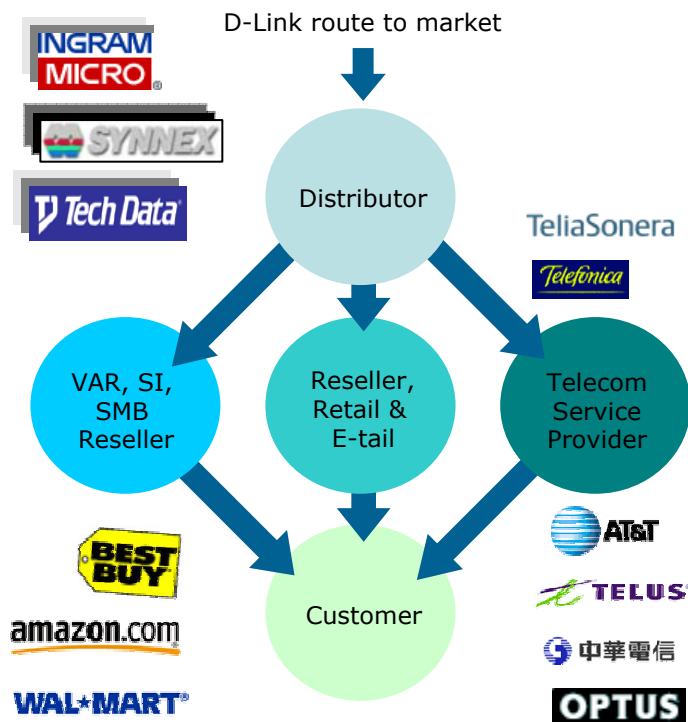 D-Link route to market
INGRAM
MICRO®
SYNNEX
Tech Data®
Distributor
TeliaSonera
Telefónica
VAR, SI,
SMB
Reseller
Reseller,
Retail &
E-tail
Telecom
Service
Provider
BEST
BUY
amazon.com®
WAL★MART®
Customer
AT&T
TELUS®
中華電信
OPTUS